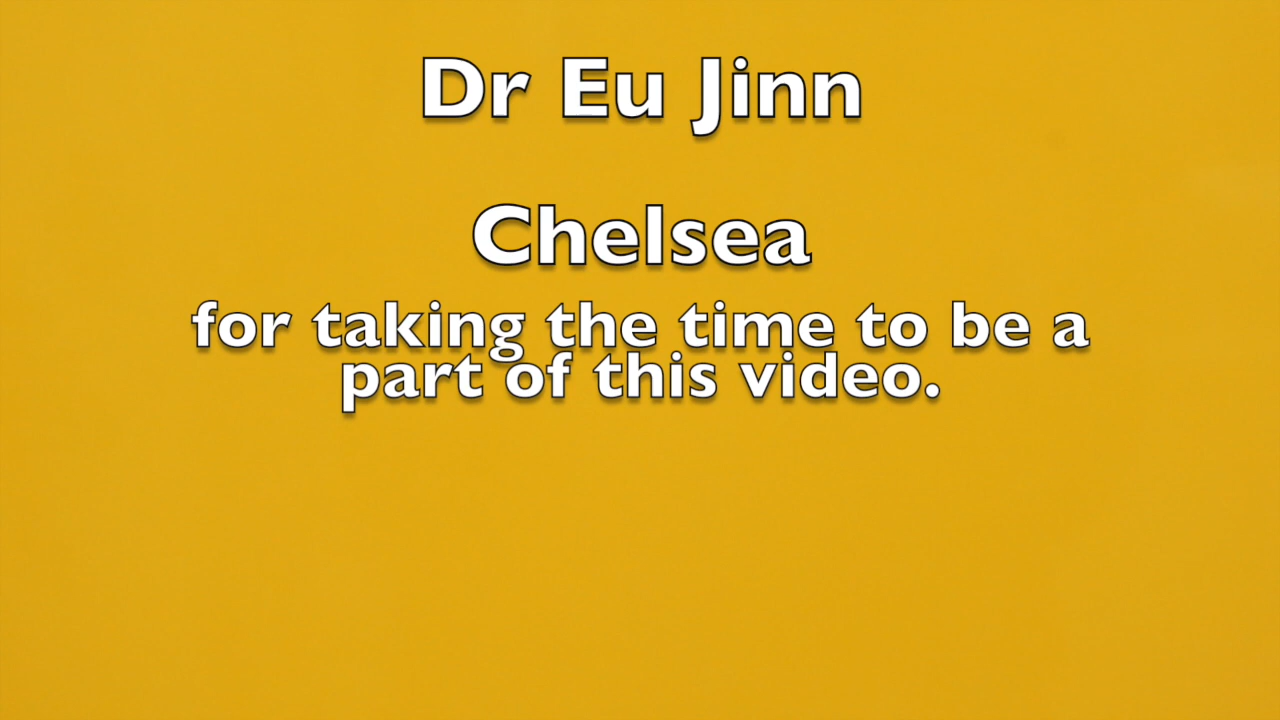 Dr Eu Jinn
Chelsea
for taking the time to be a
part of this video.